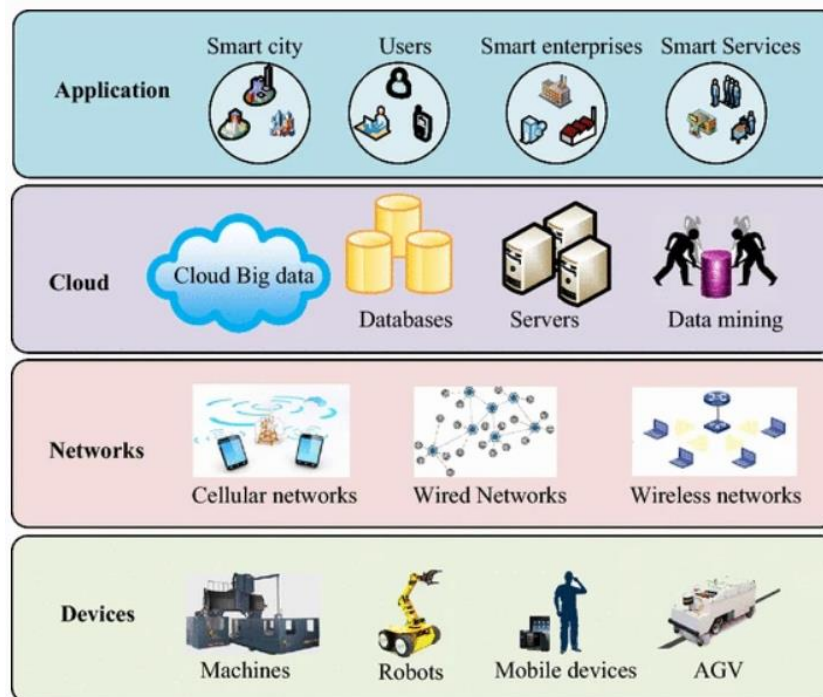 Application
Smart city
Users
Smart enterprises
Smart Services
Cloud
Cloud Big data
Databases
Servers
Data mining
Networks
Cellular networks
Wired Networks
Wireless networks
Devices
Machines
Robots
Mobile devices
AGV